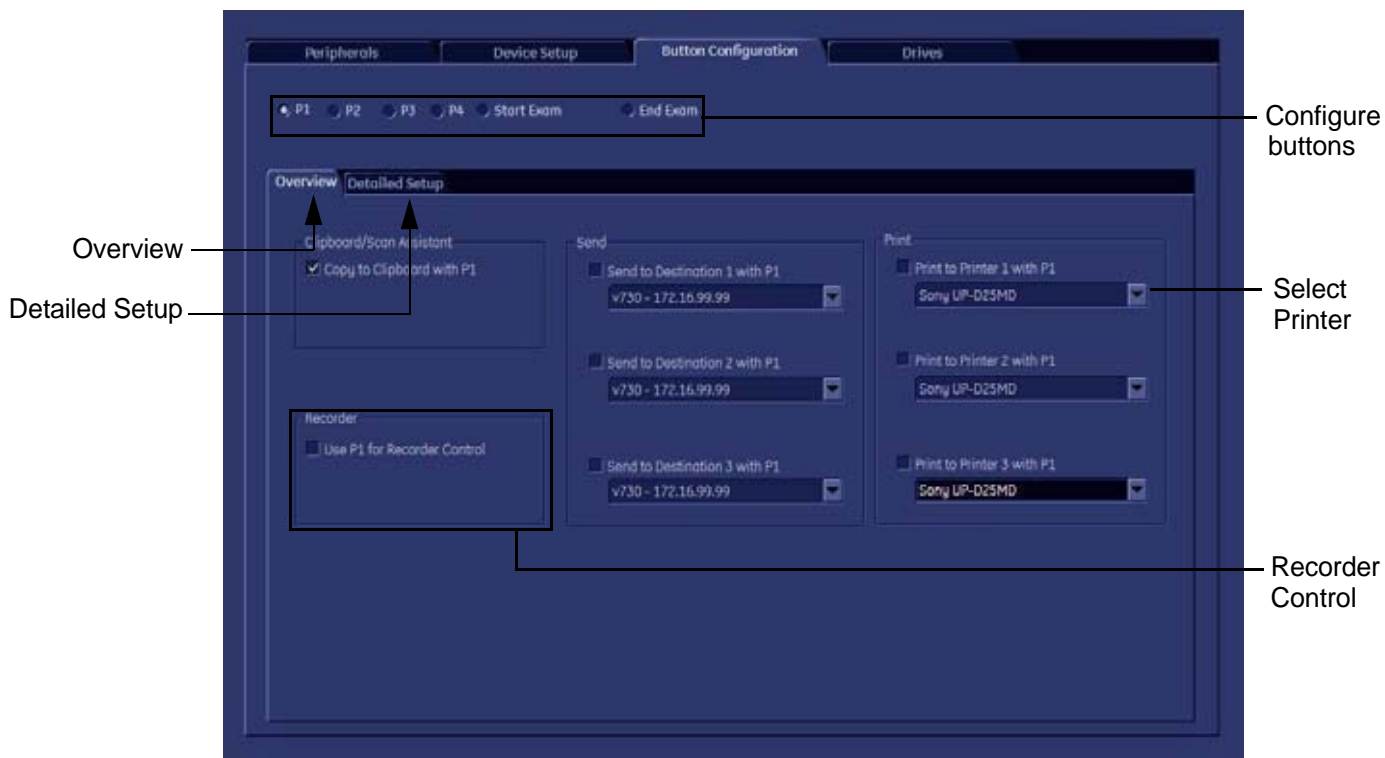 Peripherals Device Setup Button Configuration Drives
P1 P2 P3 P4 Start Exam End Exam
Configure
buttons
Overview Detailed Setup
Overview
Detailed Setup
Clipboard/Scan Assistant
Copy to Clipboard with P1
Recorder
Use P1 for Recorder Control
Send
Send to Destination 1 with P1
v730 - 172.16.99.99
Send to Destination 2 with P1
v730 - 172.16.99.99
Send to Destination 3 with P1
v730 - 172.16.99.99
Print
Print to Printer 1 with P1
Sony UP-D25MD
Print to Printer 2 with P1
Sony UP-D25MD
Print to Printer 3 with P1
Sony UP-D25MD
Select
Printer
Recorder
Control